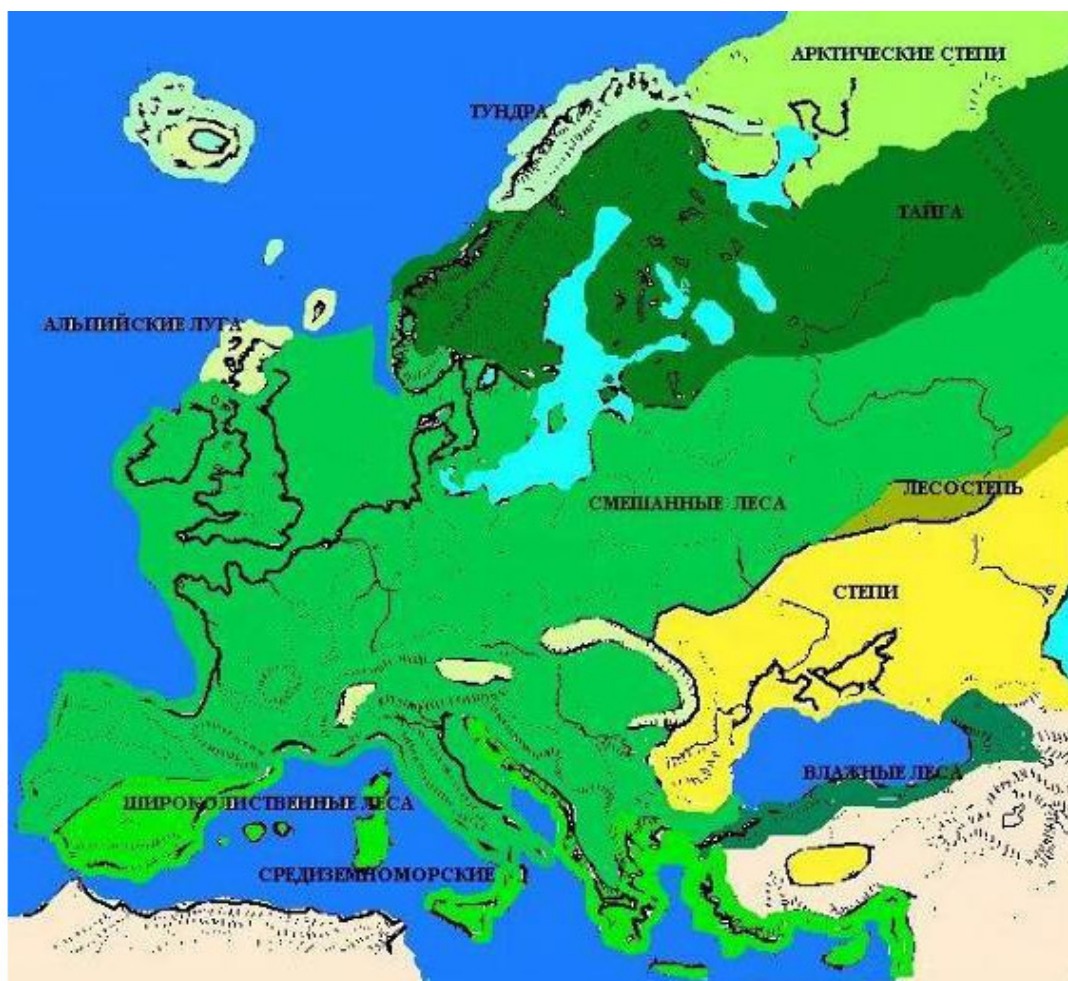 АРКТИЧЕСКИЕ СТЕПИ
ТУНДРА
ТАЙГА
АЛЬПИЙСКИЕ ЛУГА
ЛЕСОСТЕПЬ
СМЕШАННЫЕ ЛЕСА
СТЕПИ
ВЛАЖНЫЕ ЛЕСА
ШИРОКОЛИСТВЕННЫЕ ЛЕСА
СРЕДИЗЕМНОМОРСКИЕ